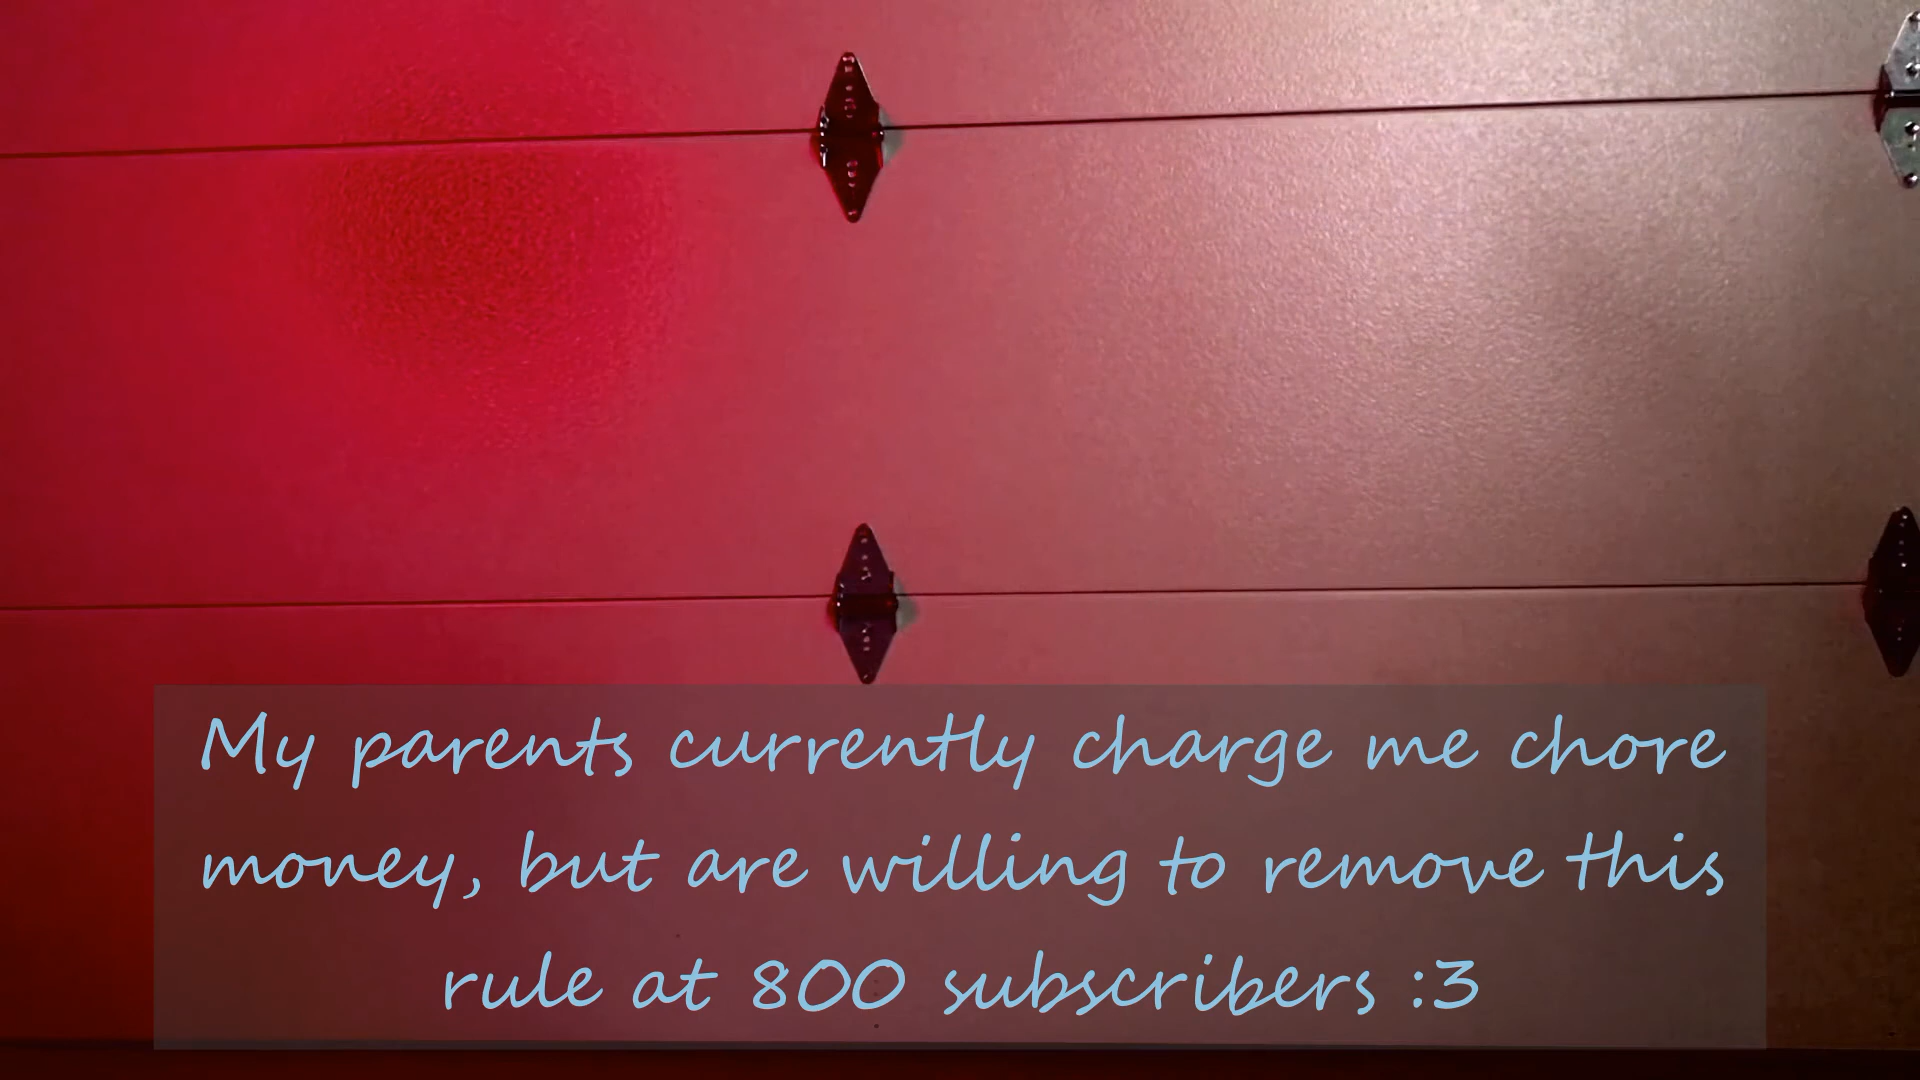 My parents currently charge me chore
money, but are willing to remove this
rule at 800 subscribers :3